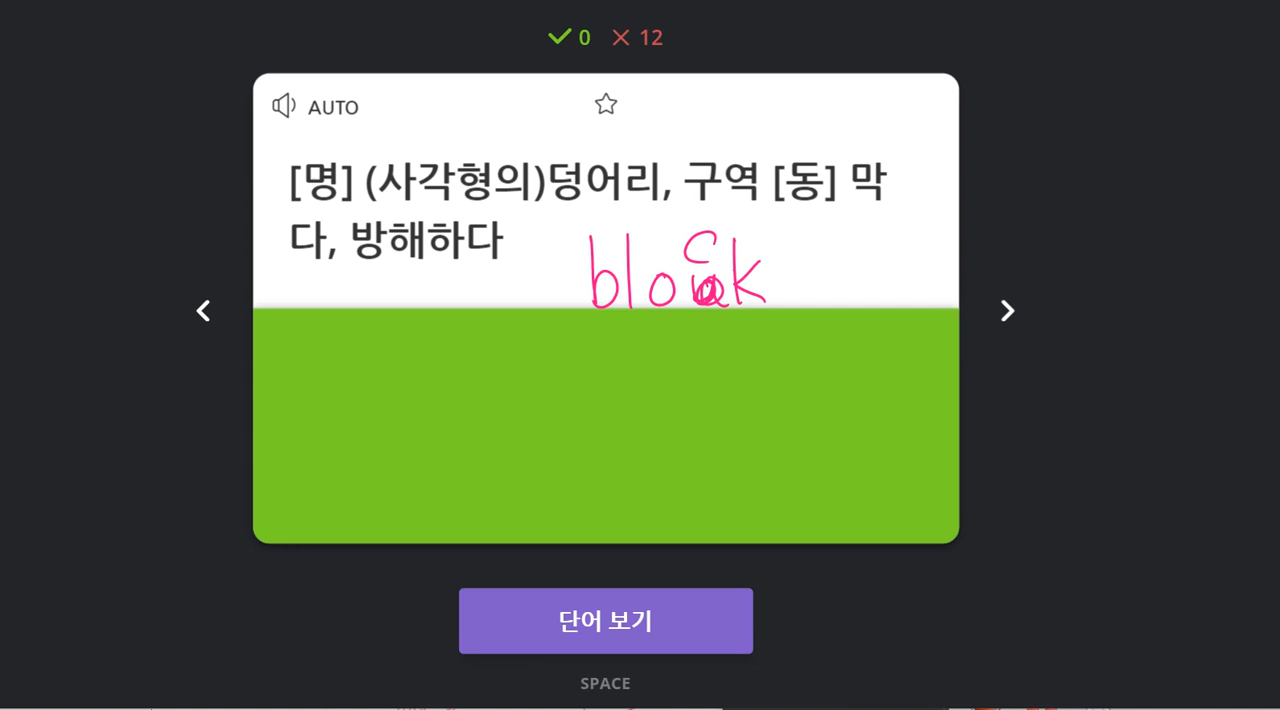 0 12
AUTO
[명] (사각형의)덩어리, 구역 [동] 막
다, 방해하다
block
단어 보기
SPACE